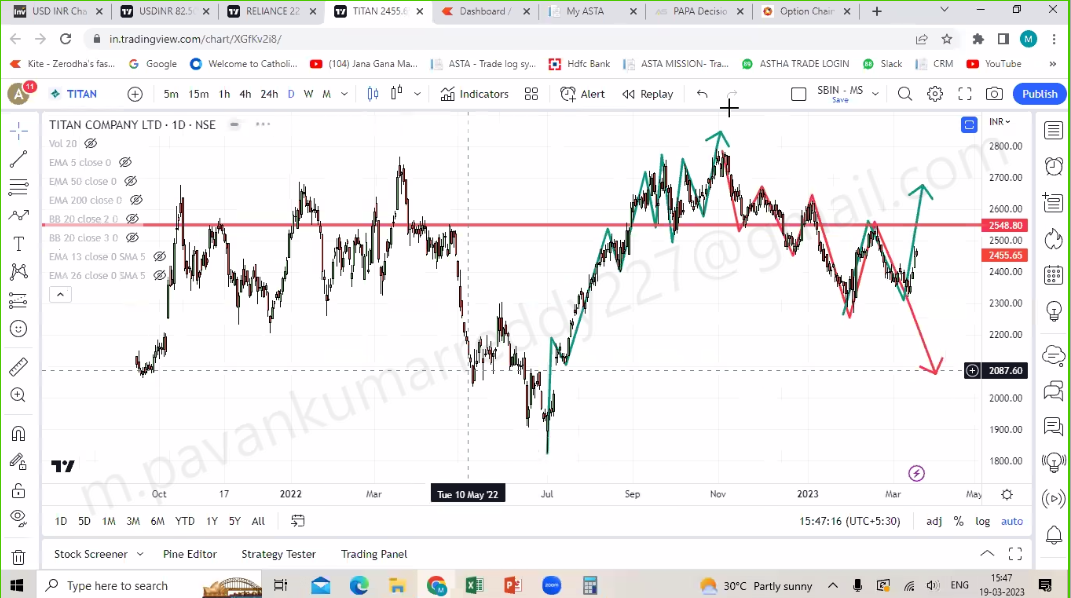 USD INR Cha
USDINR 82.5
RELIANCE 22
TITAN 2455.6
Dashboard /
My ASTA
PAPA Decisio
Option Chain
in.tradingview.com/chart/XGfKv2i8/
Kite - Zerodha's fas...
Google
Welcome to Catholi...
(104) Jana Gana Ma...
ASTA - Trade log sy...
Hdfc Bank
ASTA MISSION- Tra...
ASTHA TRADE LOGIN
Slack
CRM
YouTube
A 11 TITAN 5m 15m 1h 4h 24h D W M Indicators Alert Replay SBIN - MS Save Publish
TITAN COMPANY LTD · 1D · NSE
INR
Vol 20
EMA 5 close 0
EMA 50 close 0
EMA 200 close 0
BB 20 close 2 0
BB 20 close 3 0
EMA 13 close 0 SMA 5
EMA 26 close 0 SMA 5
2800.00
2700.00
2600.00
2548.80
2500.00
2455.65
2400.00
2300.00
2200.00
2087.60
2000.00
1900.00
1800.00
m.pavankumarreddy227@gmail.com
Oct 17 2022 Mar Tue 10 May '22 Jul Sep Nov 2023 Mar May
1D 5D 1M 3M 6M YTD 1Y 5Y All
15:47:16 (UTC+5:30) adj % log auto
Stock Screener Pine Editor Strategy Tester Trading Panel
Type here to search
30°C Partly sunny
ENG
15:47
19-03-2023